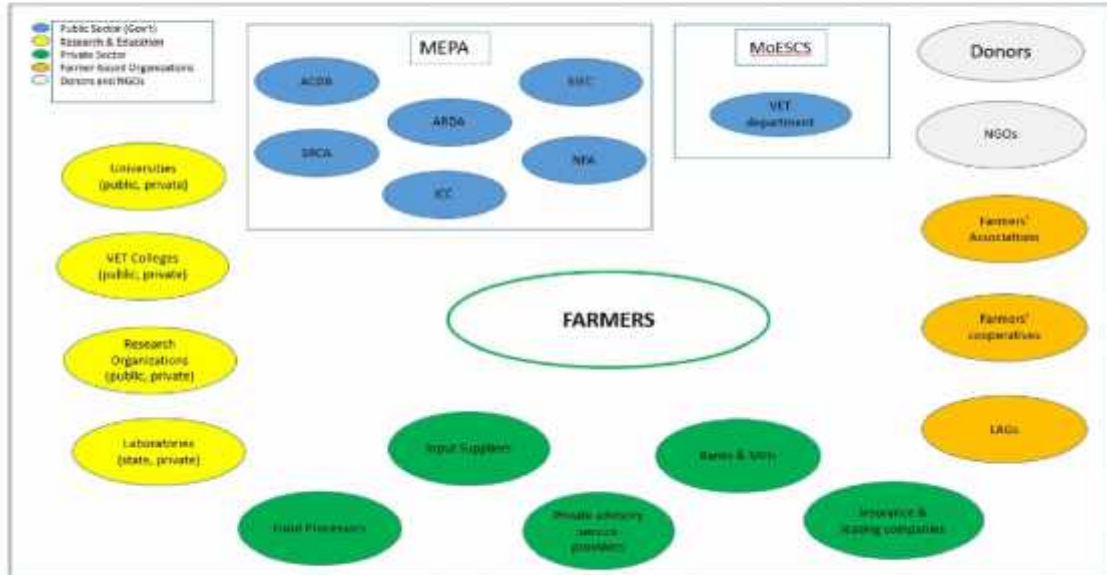 Public Sector (Gov't)
Research & Education
Private Sector
Farmer-based Organizations
Donors and NGOs
MEPA
MoESCS
Donors
ACDA
ARDA
VET
department
NGOs
SRCA
NFA
ICC
Universities
(public, private)
Farmers'
Associations
VET Colleges
(public, private)
FARMERS
Farmers'
cooperatives
Research
Organizations
(public, private)
Laboratories
(state, private)
Input Suppliers
Banks & MFIs
LAGs
Food Processors
Private advisory
service
providers
Insurance &
leasing companies